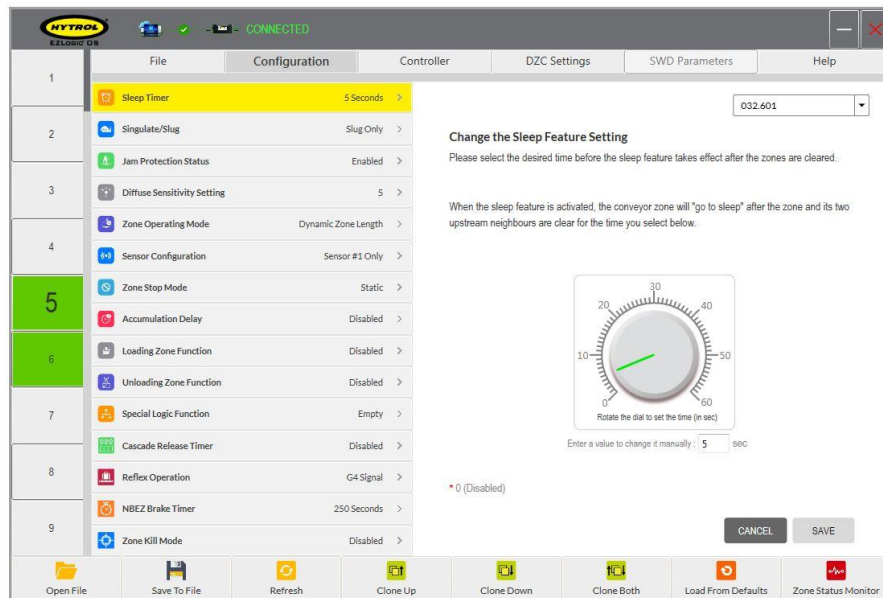 HYTROL
EZLOGIC OS
CONNECTED
File
Configuration
Controller
DZC Settings
SWD Parameters
Help
1
2
3
4
5
6
7
8
9
Sleep Timer 5 Seconds >
Singulate/Slug Slug Only >
Jam Protection Status Enabled >
Diffuse Sensitivity Setting 5 >
Zone Operating Mode Dynamic Zone Length >
Sensor Configuration Sensor #1 Only >
Zone Stop Mode Static >
Accumulation Delay Disabled >
Loading Zone Function Disabled >
Unloading Zone Function Disabled >
Special Logic Function Empty >
Cascade Release Timer Disabled >
Reflex Operation G4 Signal >
NBEZ Brake Timer 250 Seconds >
Zone Kill Mode Disabled >
032.601
Change the Sleep Feature Setting
Please select the desired time before the sleep feature takes effect after the zones are cleared.
When the sleep feature is activated, the conveyor zone will "go to sleep" after the zone and its two
upstream neighbours are clear for the time you select below.
30
20 40
10 50
0 60
Rotate the dial to set the time (in sec)
Enter a value to change it manually : 5 sec
* 0 (Disabled)
CANCEL SAVE
Open File
Save To File
Refresh
Clone Up
Clone Down
Clone Both
Load From Defaults
Zone Status Monitor